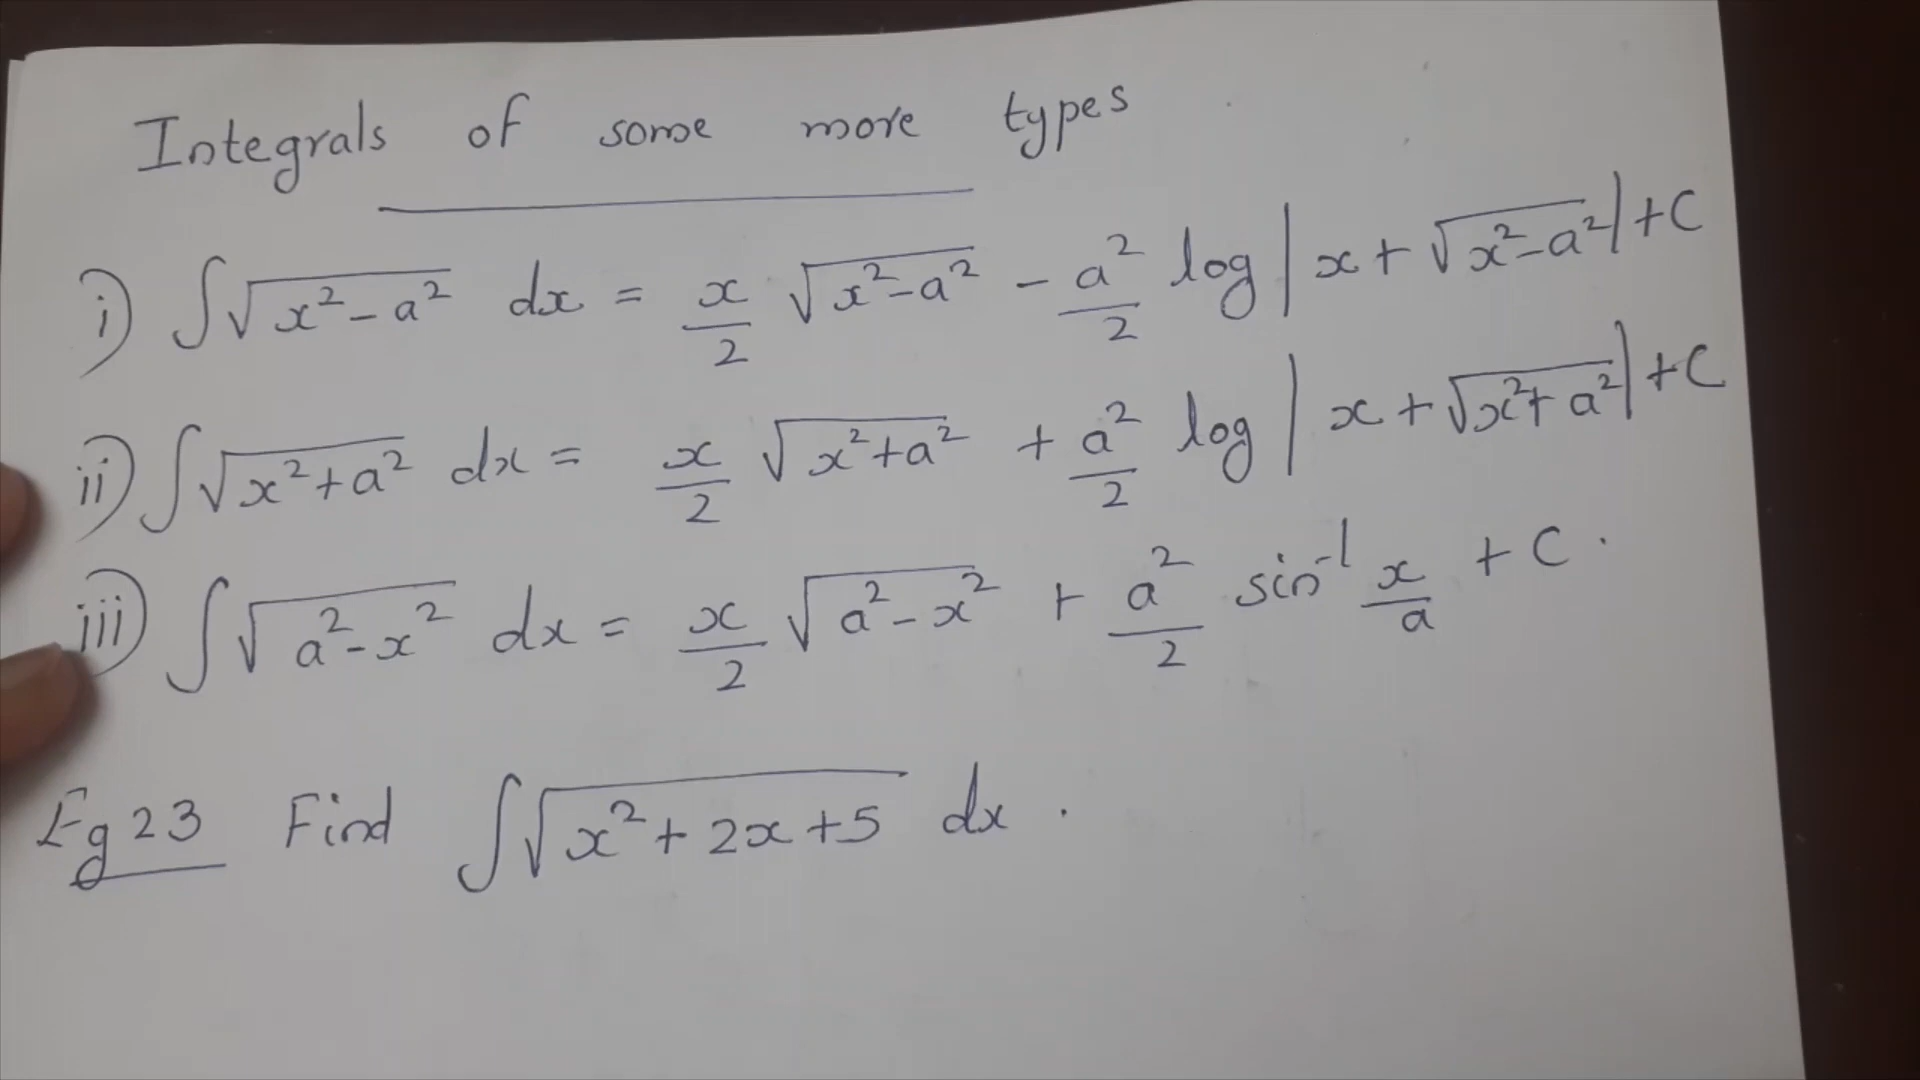 Integrals of some more types
i) ∫√(x² - a²) dx = x/2 √(x² - a²) - a²/2 log |x + √(x² - a²)| + C
ii) ∫√(x² + a²) dx = x/2 √(x² + a²) + a²/2 log |x + √(x² + a²)| + C
iii) ∫√(a² - x²) dx = x/2 √(a² - x²) + a²/2 sin⁻¹ x/a + C.
Eg 23 Find ∫√(x² + 2x + 5) dx.